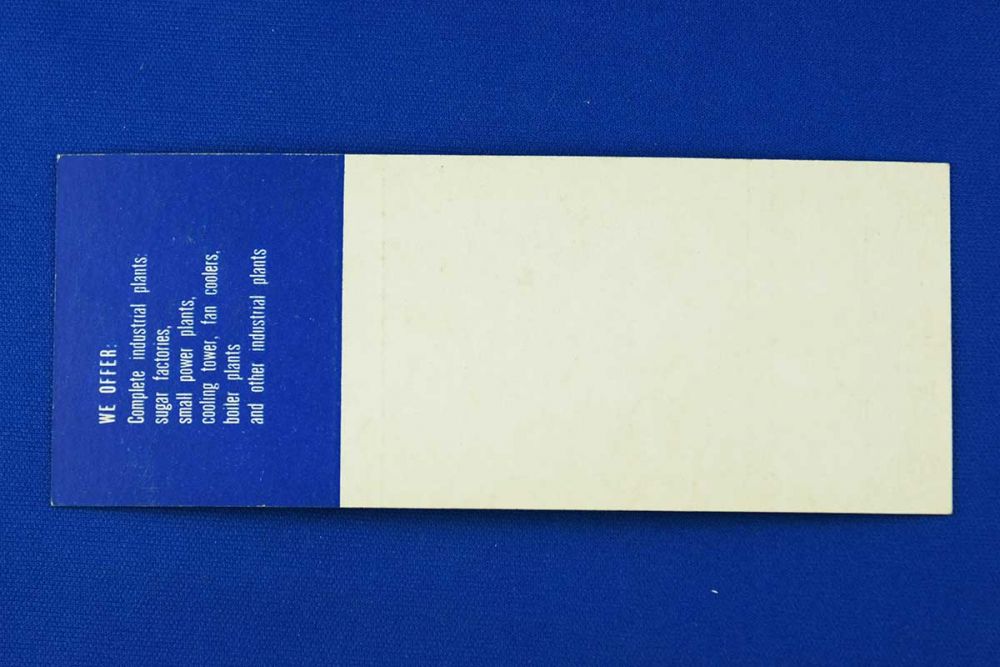 WE OFFER:
Complete industrial plants:
sugar factories,
small power plants,
cooling tower, fan coolers,
boiler plants
and other industrial plants